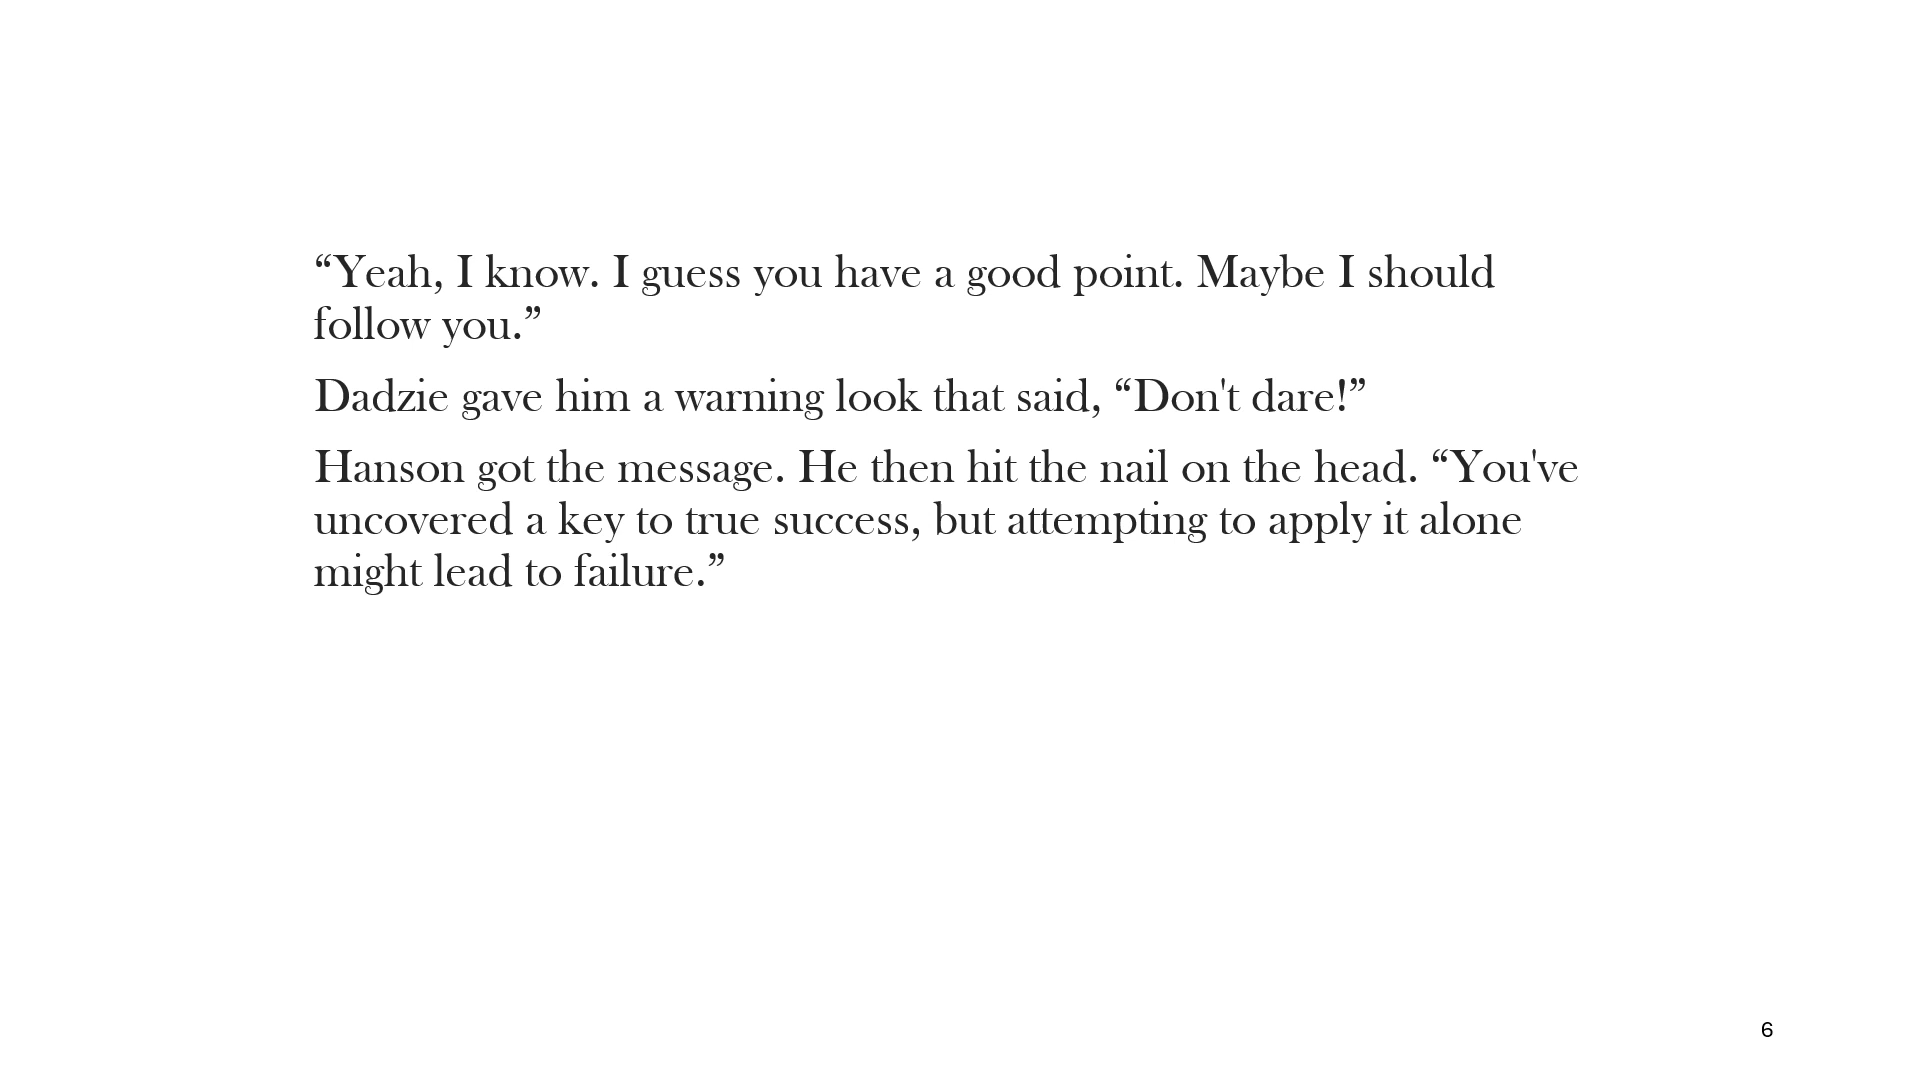 “Yeah, I know. I guess you have a good point. Maybe I should
follow you.”
Dadzie gave him a warning look that said, “Don't dare!”
Hanson got the message. He then hit the nail on the head. “You've
uncovered a key to true success, but attempting to apply it alone
might lead to failure.”
6